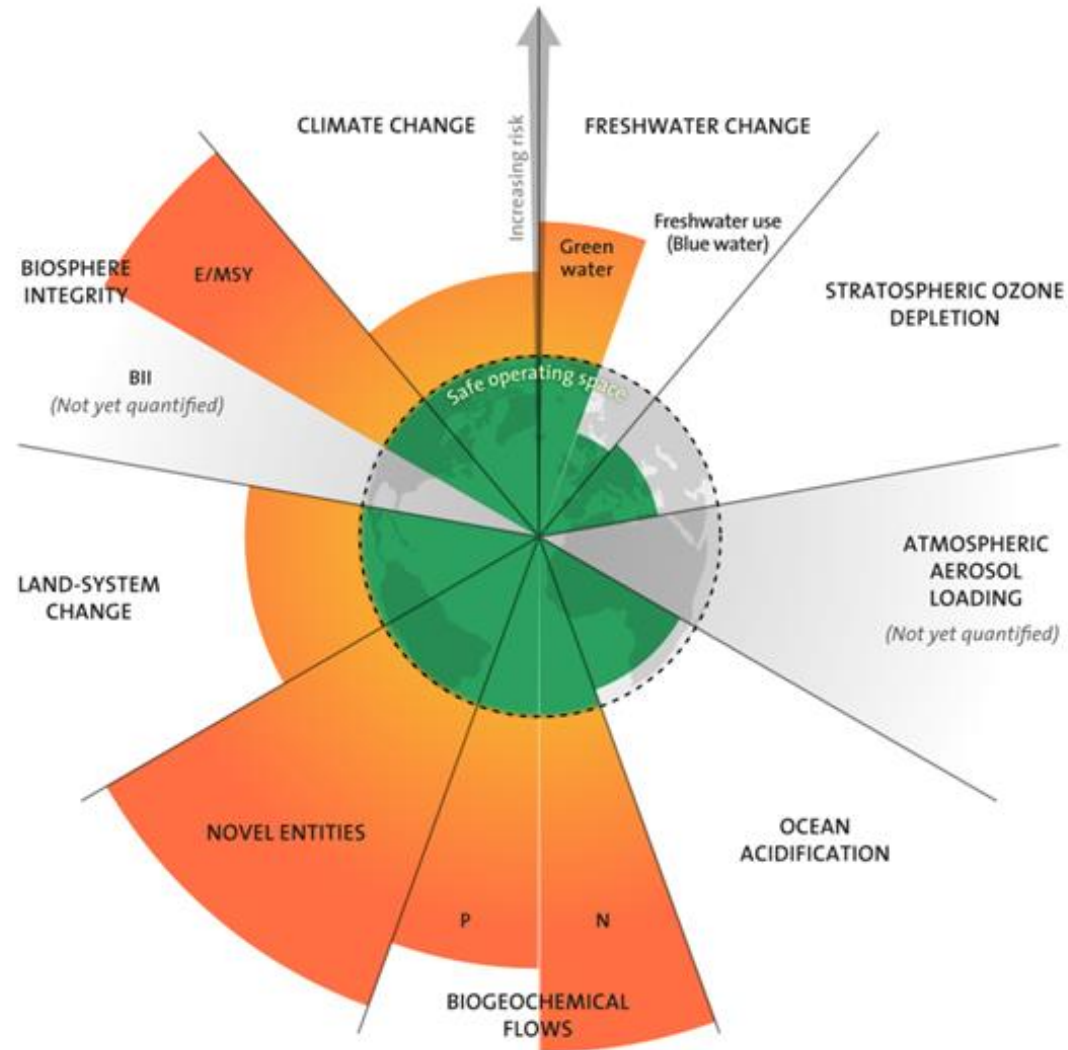 Increasing risk
CLIMATE CHANGE
FRESHWATER CHANGE
Freshwater use
(Blue water)
Green
water
BIOSPHERE
INTEGRITY
E/MSY
BII
(Not yet quantified)
STRATOSPHERIC OZONE
DEPLETION
Safe operating space
ATMOSPHERIC
AEROSOL
LOADING
(Not yet quantified)
LAND-SYSTEM
CHANGE
NOVEL ENTITIES
OCEAN
ACIDIFICATION
P
N
BIOGEOCHEMICAL
FLOWS